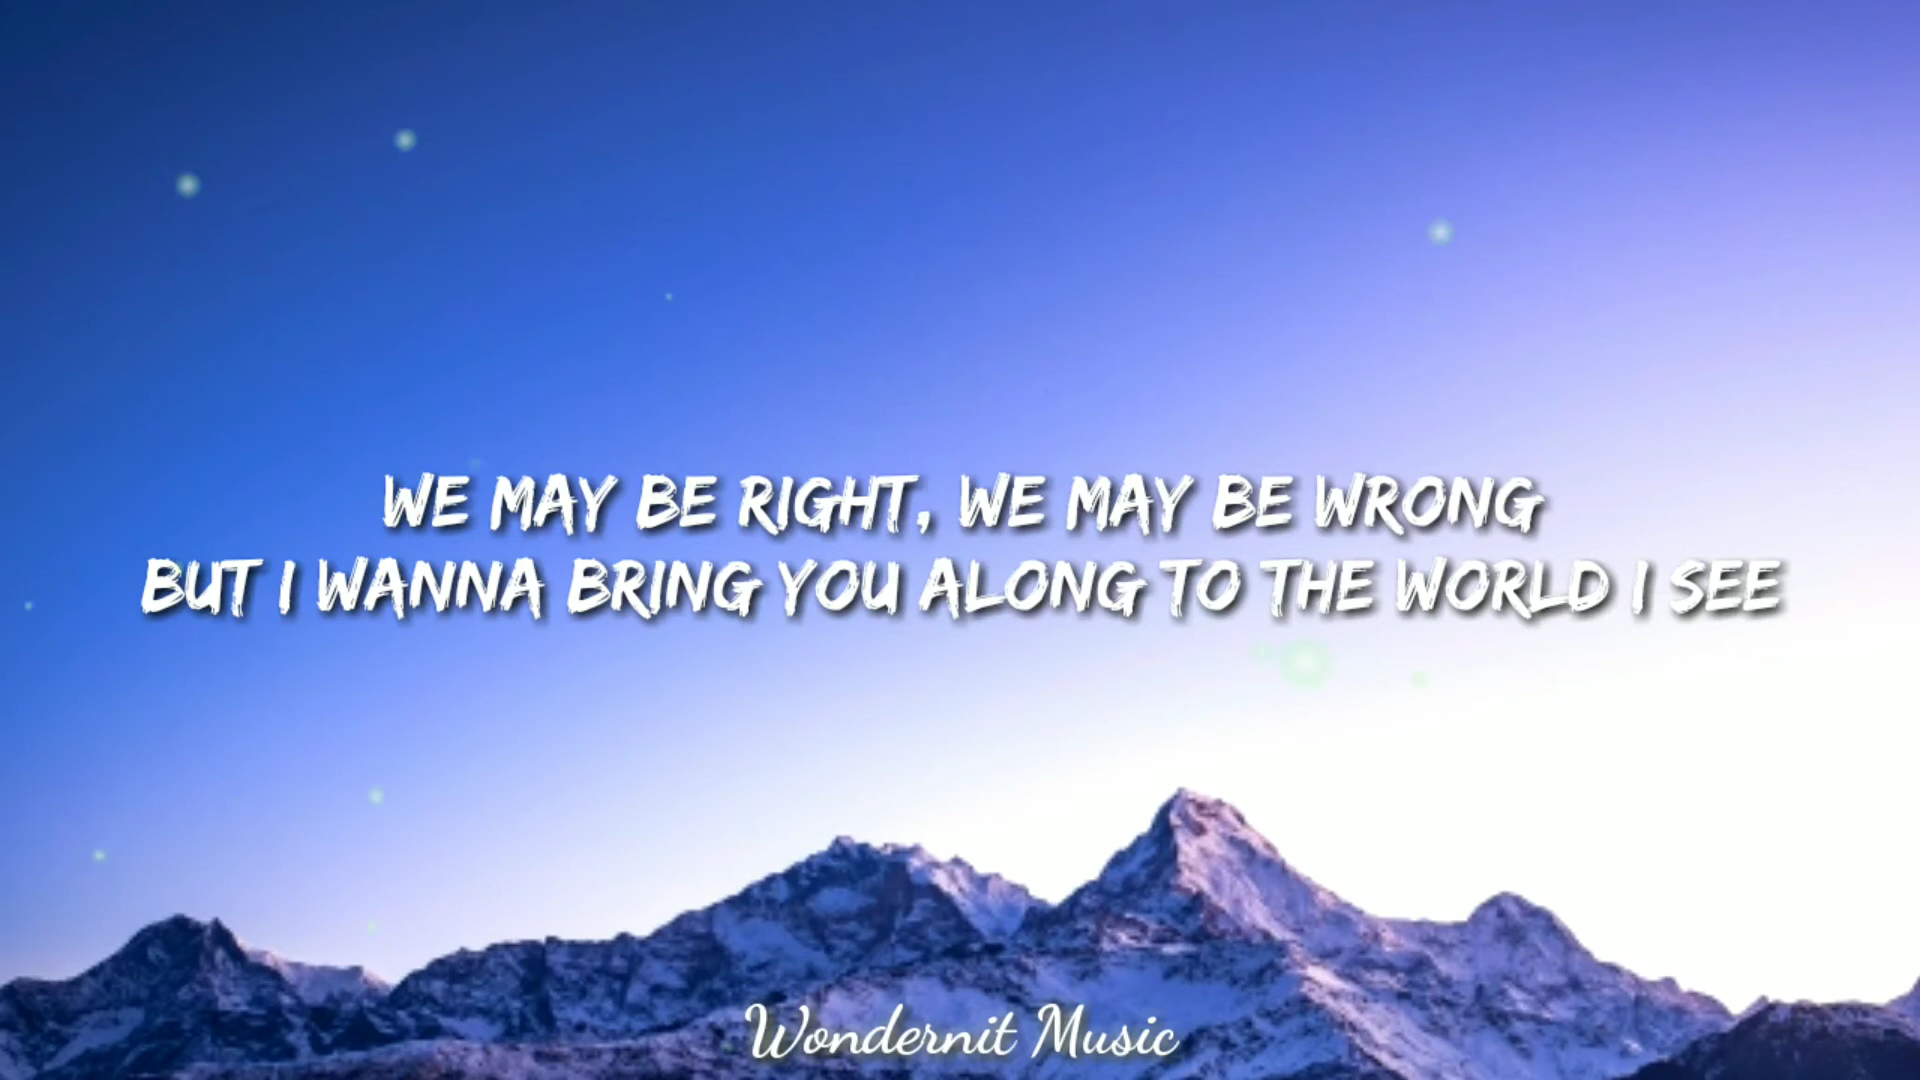 WE MAY BE RIGHT, WE MAY BE WRONG
BUT I WANNA BRING YOU ALONG TO THE WORLD I SEE
Wondernit Music